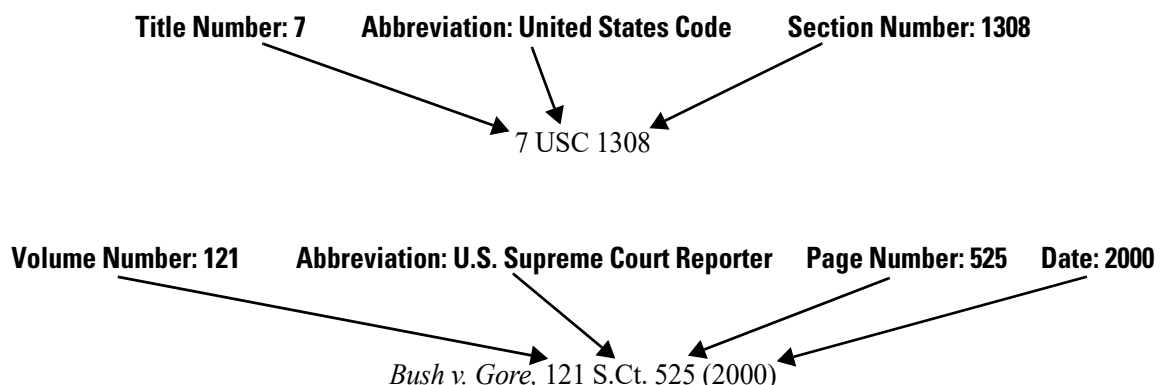 Title Number: 7 Abbreviation: United States Code Section Number: 1308
7 USC 1308
Volume Number: 121 Abbreviation: U.S. Supreme Court Reporter Page Number: 525 Date: 2000
Bush v. Gore, 121 S.Ct. 525 (2000)